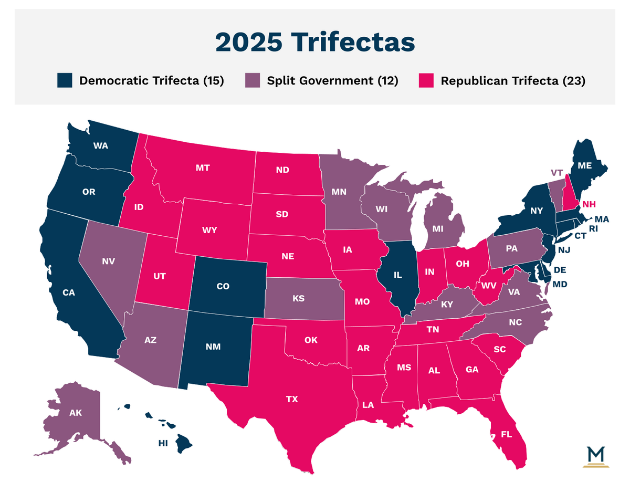 2025 Trifectas
Democratic Trifecta (15) Split Government (12) Republican Trifecta (23)
WA
OR
CA
NV
ID
MT
WY
UT
AZ
CO
NM
ND
SD
NE
KS
OK
TX
MN
IA
MO
AR
LA
WI
IL
MI
IN
OH
KY
TN
MS
AL
GA
FL
SC
NC
VA
WV
PA
NY
VT
NH
ME
MA
RI
CT
NJ
DE
MD
AK
HI
M